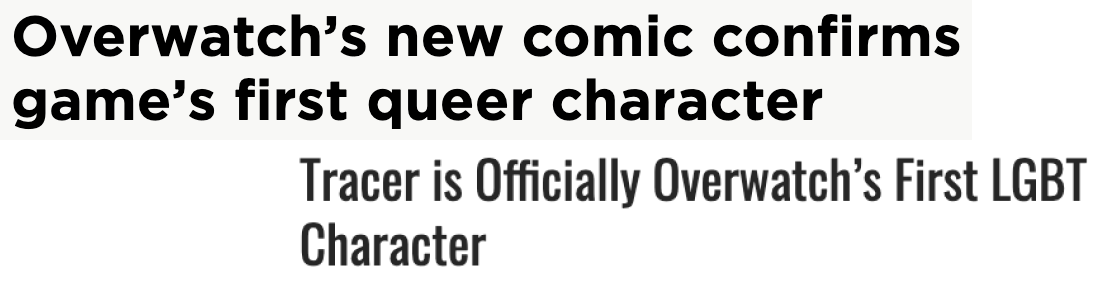 Overwatch’s new comic confirms
game’s first queer character
Tracer is Officially Overwatch’s First LGBT
Character